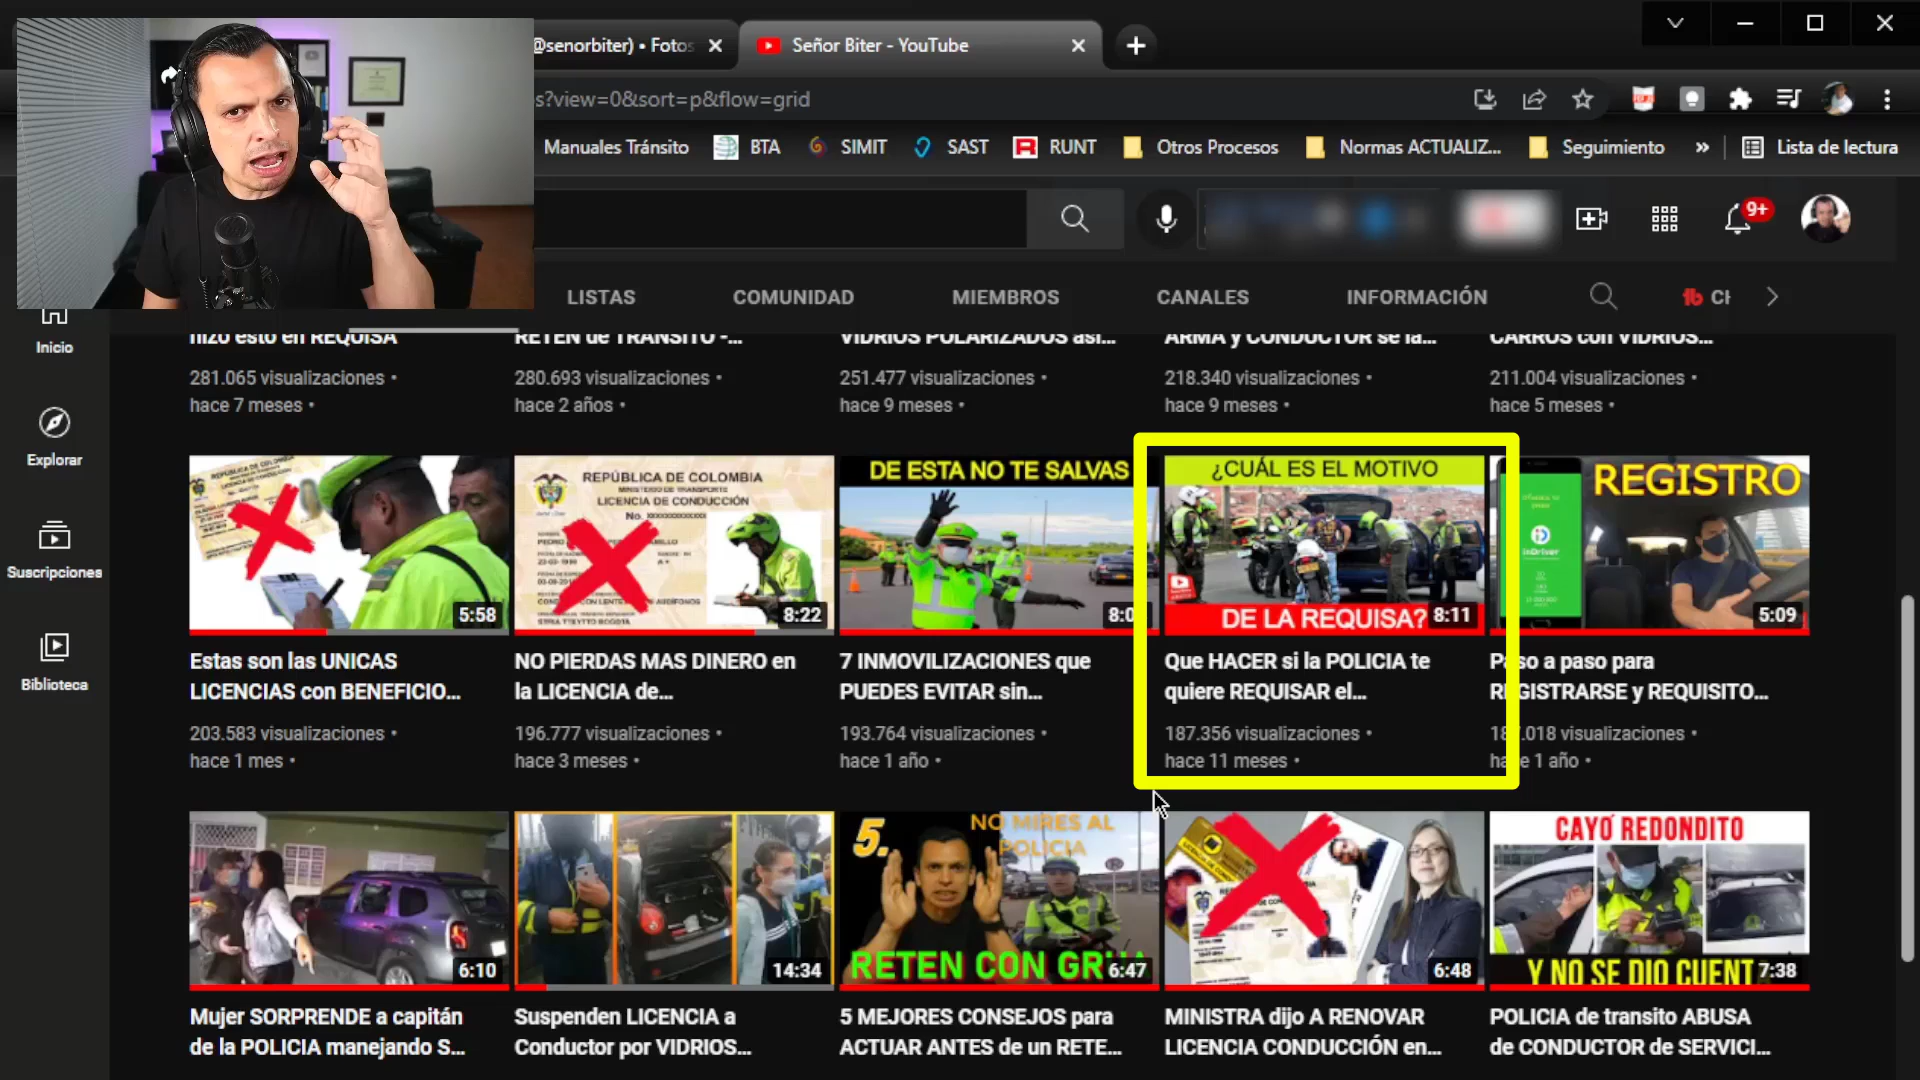 @senorbiter) • Fotos
Señor Biter - YouTube
s?view=0&sort=p&flow=grid
Manuales Tránsito
BTA
SIMIT
SAST
RUNT
Otros Procesos
Normas ACTUALIZ...
Seguimiento
Lista de lectura
9+
LISTAS
COMUNIDAD
MIEMBROS
CANALES
INFORMACIÓN
Inicio
Explorar
Suscripciones
Biblioteca
hizo esto en REQUISA
281.065 visualizaciones •
hace 7 meses •
RETEN de TRANSITO -...
280.693 visualizaciones •
hace 2 años •
VIDRIOS POLARIZADOS asi...
251.477 visualizaciones •
hace 9 meses •
ARMA y CONDUCTOR se la...
218.340 visualizaciones •
hace 9 meses •
CARROS con VIDRIOS...
211.004 visualizaciones •
hace 5 meses •
5:58
Estas son las UNICAS
LICENCIAS con BENEFICIO...
203.583 visualizaciones •
hace 1 mes •
REPÚBLICA DE COLOMBIA
MINISTERIO DE TRANSPORTE
LICENCIA DE CONDUCCIÓN
No. XXXXXXXXXXX
8:22
NO PIERDAS MAS DINERO en
la LICENCIA de...
196.777 visualizaciones •
hace 3 meses •
DE ESTA NO TE SALVAS
7 INMOVILIZACIONES que
PUEDES EVITAR sin...
193.764 visualizaciones •
hace 1 año •
¿CUÁL ES EL MOTIVO
DE LA REQUISA?
8:11
Que HACER si la POLICIA te
quiere REQUISAR el...
187.356 visualizaciones •
hace 11 meses •
REGISTRO
inDriver
5:09
Paso a paso para
REGISTRARSE y REQUISITO...
187.018 visualizaciones •
hace 1 año •
6:10
Mujer SORPRENDE a capitán
de la POLICIA manejando S...
14:34
Suspenden LICENCIA a
Conductor por VIDRIOS...
5.
NO MIRES AL
POLICIA
RETEN CON GRUA
6:47
5 MEJORES CONSEJOS para
ACTUAR ANTES de un RETE...
6:48
MINISTRA dijo A RENOVAR
LICENCIA CONDUCCIÓN en...
CAYÓ REDONDITO
Y NO SE DIO CUENT
7:38
POLICIA de transito ABUSA
de CONDUCTOR de SERVICI...